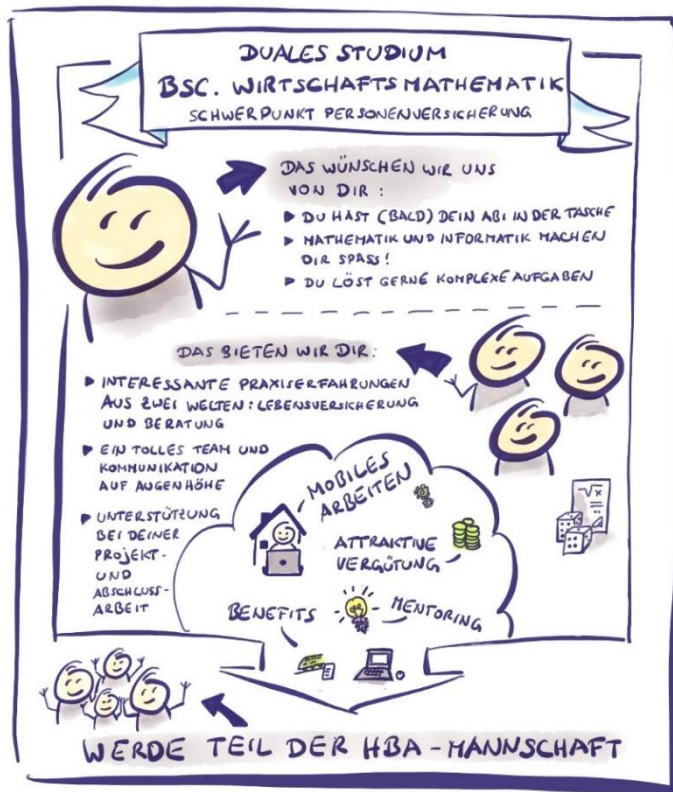 DUALES STUDIUM
BSC. WIRTSCHAFTSMATHEMATIK
SCHWERPUNKT PERSONENVERSICHERUNG
DAS WÜNSCHEN WIR UNS
VON DIR :
▶ DU HAST (BALD) DEIN ABI IN DER TASCHE
▶ MATHEMATIK UND INFORMATIK MACHEN
DIR SPASS!
▶ DU LÖST GERNE KOMPLEXE AUFGABEN
DAS BIETEN WIR DIR:
▶ INTERESSANTE PRAXISERFAHRUNGEN
AUS ZWEI WELTEN: LEBENSVERSICHERUNG
UND BERATUNG
▶ EIN TOLLES TEAM UND
KOMMUNIKATION
AUF AUGENHÖHE
▶ UNTERSTÜTZUNG
BEI DEINER
PROJEKT-
UND
ABSCHLUSS-
ARBEIT
MOBILES
ARBEITEN
ATTRAKTIVE
VERGÜTUNG
BENEFITS
MENTORING
√x
WERDE TEIL DER HBA-MANNSCHAFT